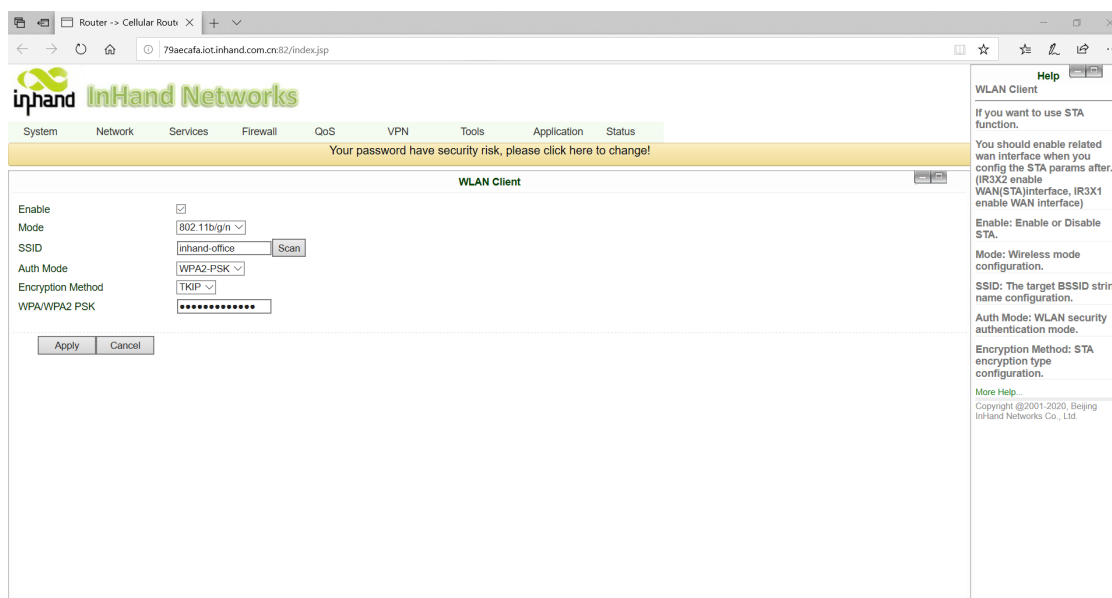 Router -> Cellular Route
79aecafa.iot.inhand.com.cn:82/index.jsp
inhand InHand Networks
System Network Services Firewall QoS VPN Tools Application Status
Your password have security risk, please click here to change!
WLAN Client
Enable
Mode 802.11b/g/n
SSID inhand-office Scan
Auth Mode WPA2-PSK
Encryption Method TKIP
WPA/WPA2 PSK •••••••••••••
Apply Cancel
Help
WLAN Client
If you want to use STA
function.
You should enable related
wan interface when you
config the STA params after.
(IR3X2 enable
WAN(STA)interface, IR3X1
enable WAN interface)
Enable: Enable or Disable
STA.
Mode: Wireless mode
configuration.
SSID: The target BSSID strin
name configuration.
Auth Mode: WLAN security
authentication mode.
Encryption Method: STA
encryption type
configuration.
More Help...
Copyright @2001-2020, Beijing
InHand Networks Co., Ltd.